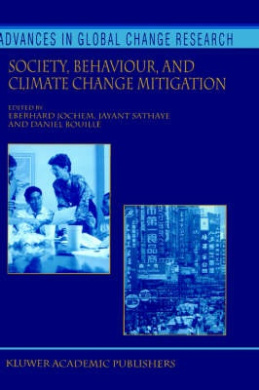 ADVANCES IN GLOBAL CHANGE RESEARCH
SOCIETY, BEHAVIOUR, AND
CLIMATE CHANGE MITIGATION
EDITED BY
EBERHARD JOCHEM, JAYANT SATHAYE
AND DANIEL BOUILLE
KLUWER ACADEMIC PUBLISHERS